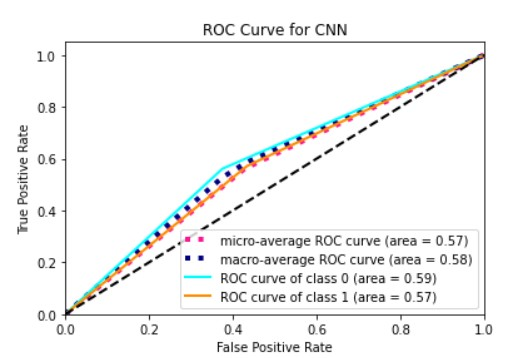 ROC Curve for CNN
True Positive Rate
1.0
0.8
0.6
0.4
0.2
0.0
micro-average ROC curve (area = 0.57)
macro-average ROC curve (area = 0.58)
ROC curve of class 0 (area = 0.59)
ROC curve of class 1 (area = 0.57)
0.0 0.2 0.4 0.6 0.8 1.0
False Positive Rate